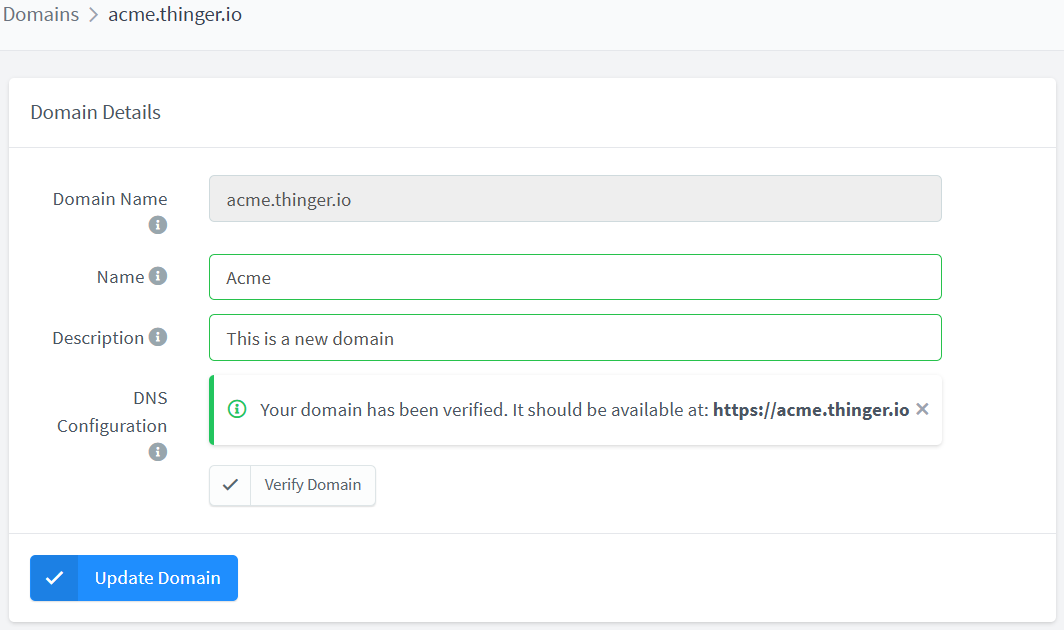 Domains > acme.thinger.io
Domain Details
Domain Name
acme.thinger.io
Name
Acme
Description
This is a new domain
DNS
Configuration
Your domain has been verified. It should be available at: https://acme.thinger.io
Verify Domain
Update Domain